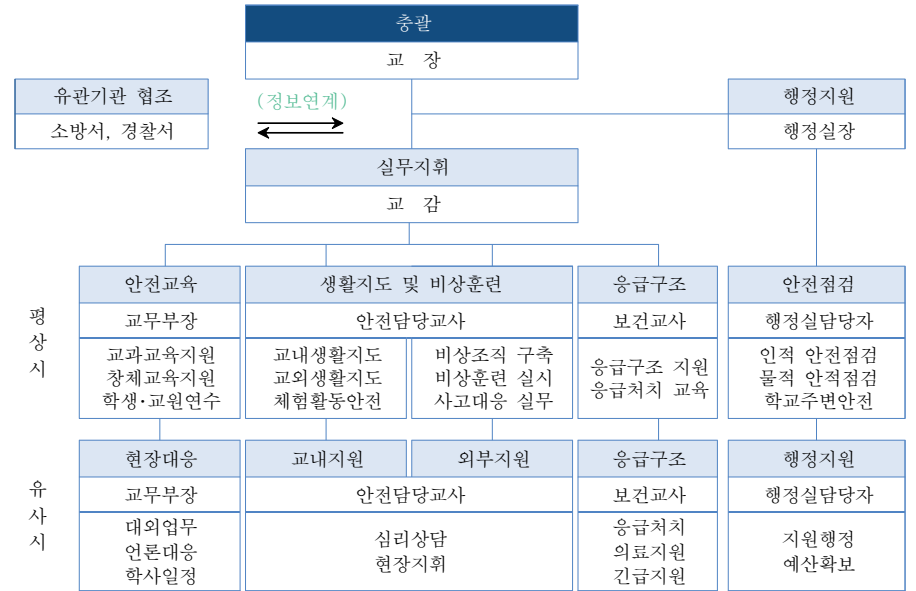 총괄
교 장
유관기관 협조
소방서, 경찰서
(정보연계)
행정지원
행정실장
실무지휘
교 감
평상시
안전교육
교무부장
교과교육지원
창체교육지원
학생·교원연수
생활지도 및 비상훈련
안전담당교사
교내생활지도
교외생활지도
체험활동안전
비상조직 구축
비상훈련 실시
사고대응 실무
응급구조
보건교사
응급구조 지원
응급처치 교육
안전점검
행정실담당자
인적 안전점검
물적 안적점검
학교주변안전
유사시
현장대응
교무부장
대외업무
언론대응
학사일정
교내지원
외부지원
안전담당교사
심리상담
현장지휘
응급구조
보건교사
응급처치
의료지원
긴급지원
행정지원
행정실담당자
지원행정
예산확보